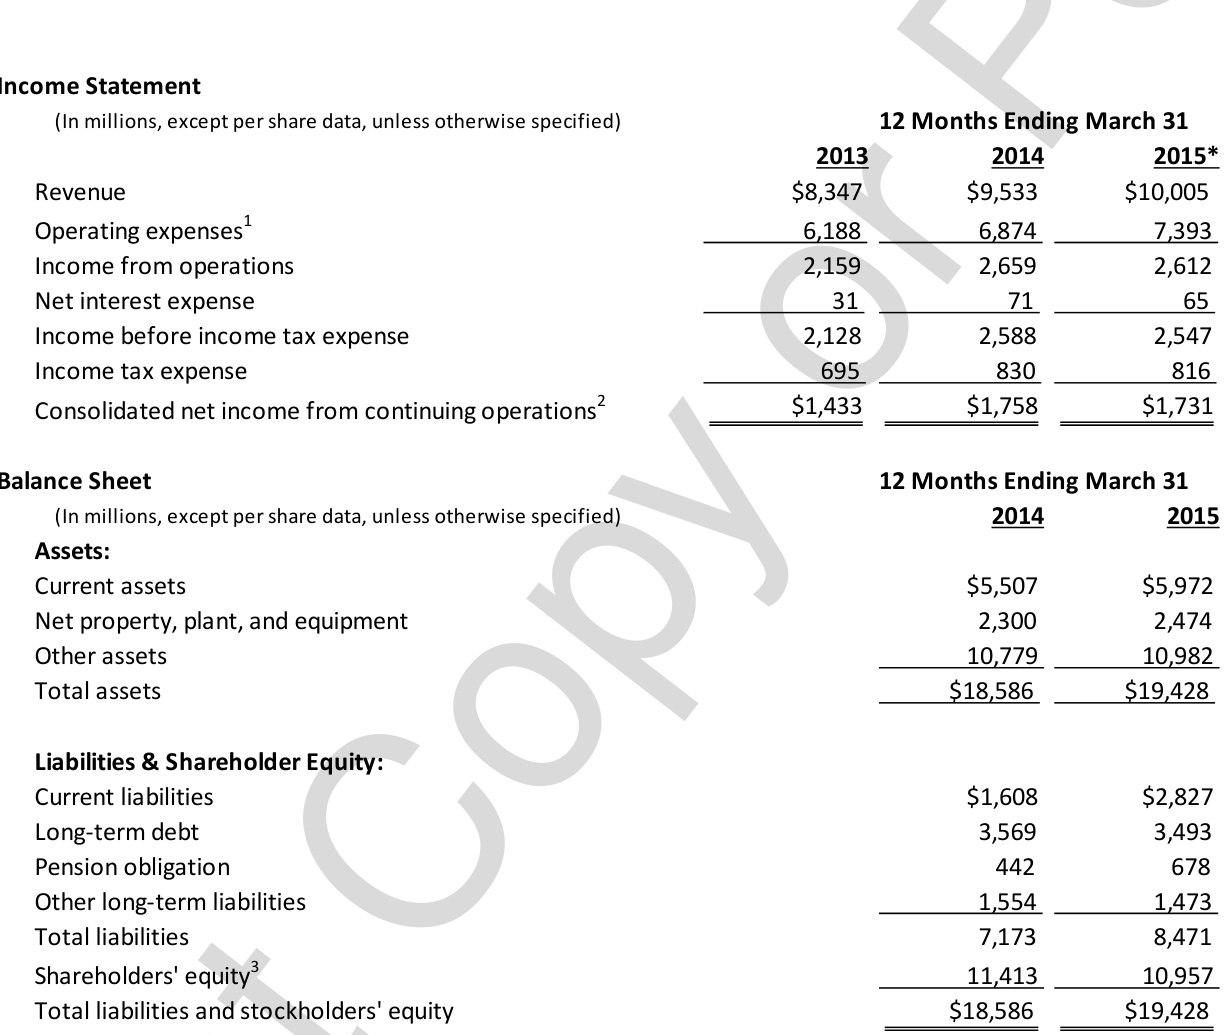 Income Statement
(In millions, except per share data, unless otherwise specified) 12 Months Ending March 31
2013 2014 2015*
Revenue $8,347 $9,533 $10,005
Operating expenses1 6,188 6,874 7,393
Income from operations 2,159 2,659 2,612
Net interest expense 31 71 65
Income before income tax expense 2,128 2,588 2,547
Income tax expense 695 830 816
Consolidated net income from continuing operations2 $1,433 $1,758 $1,731
Balance Sheet 12 Months Ending March 31
(In millions, except per share data, unless otherwise specified) 2014 2015
Assets:
Current assets $5,507 $5,972
Net property, plant, and equipment 2,300 2,474
Other assets 10,779 10,982
Total assets $18,586 $19,428
Liabilities & Shareholder Equity:
Current liabilities $1,608 $2,827
Long-term debt 3,569 3,493
Pension obligation 442 678
Other long-term liabilities 1,554 1,473
Total liabilities 7,173 8,471
Shareholders' equity3 11,413 10,957
Total liabilities and stockholders' equity $18,586 $19,428
t Copy or Po